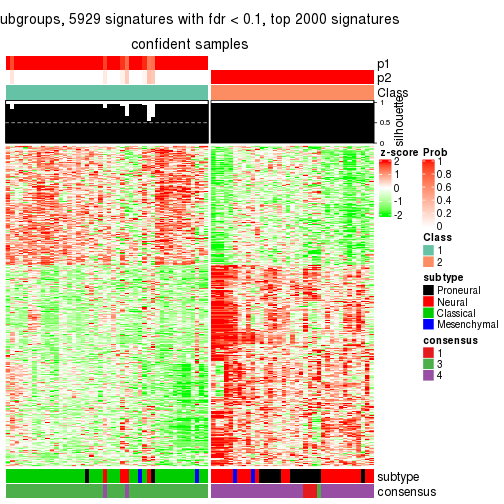 ubgroups, 5929 signatures with fdr < 0.1, top 2000 signatures
confident samples
p1
p2
Class
1
0.5
0
silhouette
z-score
2
1
0
-1
-2
Prob
1
0.8
0.6
0.4
0.2
0
Class
1
2
subtype
Proneural
Neural
Classical
Mesenchymal
consensus
1
3
4
subtype
consensus